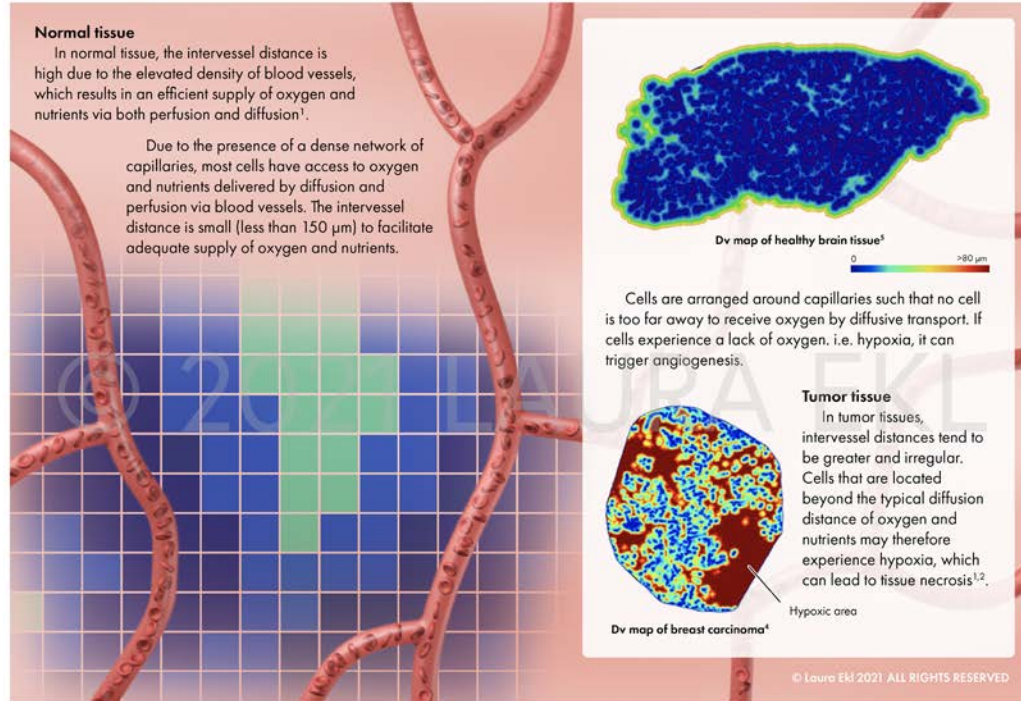 Normal tissue
In normal tissue, the intervessel distance is
high due to the elevated density of blood vessels,
which results in an efficient supply of oxygen and
nutrients via both perfusion and diffusion¹.
Due to the presence of a dense network of
capillaries, most cells have access to oxygen
and nutrients delivered by diffusion and
perfusion via blood vessels. The intervessel
distance is small (less than 150 µm) to facilitate
adequate supply of oxygen and nutrients.
Dv map of healthy brain tissue⁵
0 >80 µm
Cells are arranged around capillaries such that no cell
is too far away to receive oxygen by diffusive transport. If
cells experience a lack of oxygen. i.e. hypoxia, it can
trigger angiogenesis.
© 2021 LAURA EKL
Tumor tissue
In tumor tissues,
intervessel distances tend to
be greater and irregular.
Cells that are located
beyond the typical diffusion
distance of oxygen and
nutrients may therefore
experience hypoxia, which
can lead to tissue necrosis¹,².
Hypoxic area
Dv map of breast carcinoma⁴
© Laura Ekl 2021 ALL RIGHTS RESERVED